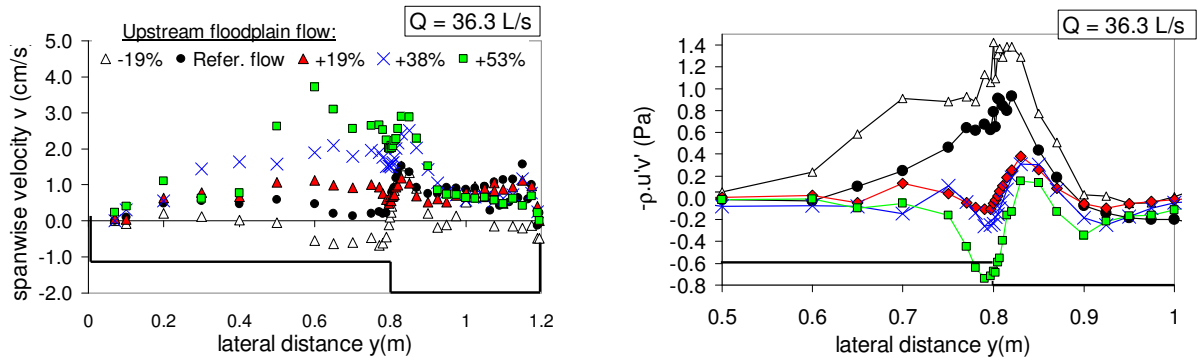 Q = 36.3 L/s
Upstream floodplain flow:
-19% Refer. flow +19% +38% +53%
spanwise velocity v (cm/s)
5.0
4.0
3.0
2.0
1.0
0.0
-1.0
-2.0
0 0.2 0.4 0.6 0.8 1 1.2
lateral distance y(m)
Q = 36.3 L/s
-ρ.u'v' (Pa)
1.4
1.2
1.0
0.8
0.6
0.4
0.2
0.0
-0.2
-0.4
-0.6
-0.8
0.5 0.6 0.7 0.8 0.9 1
lateral distance y(m)